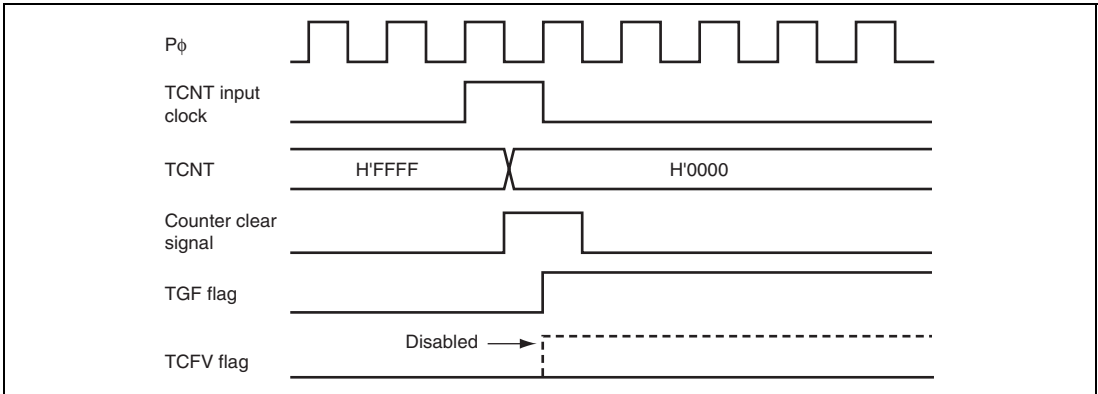 Pϕ
TCNT input
clock
TCNT
H'FFFF
H'0000
Counter clear
signal
TGF flag
Disabled
TCFV flag